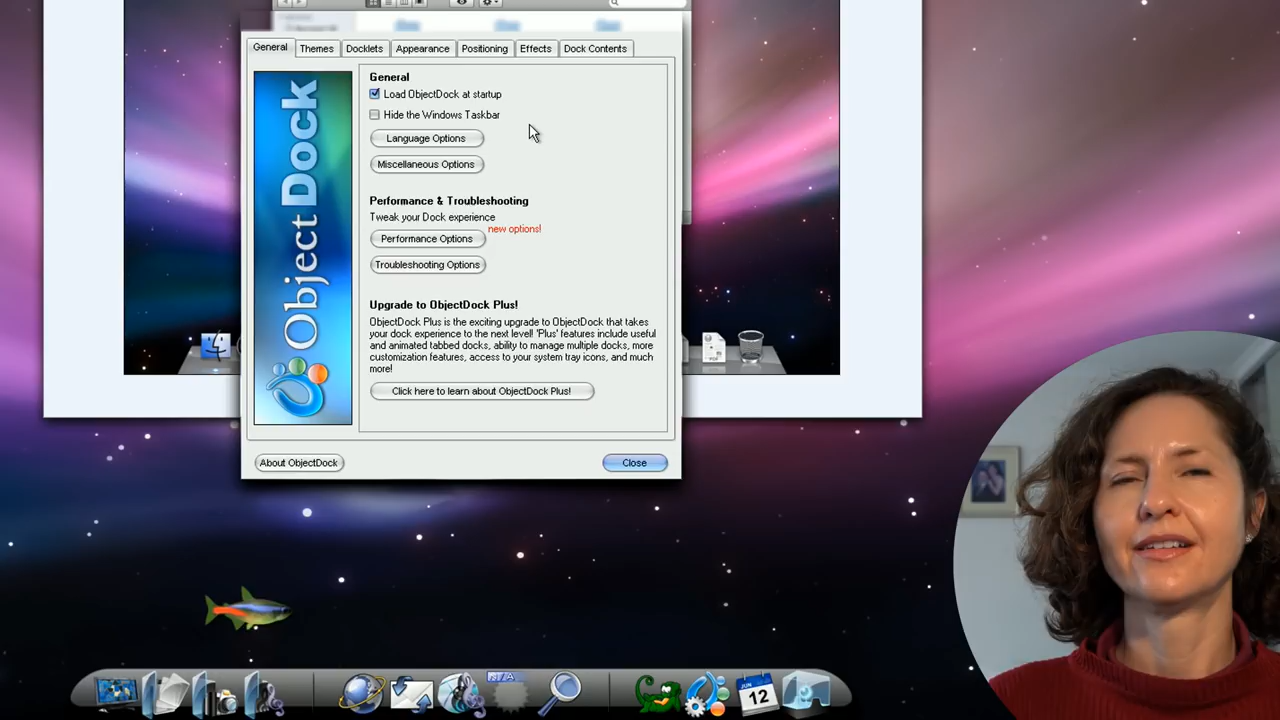 General
Themes
Docklets
Appearance
Positioning
Effects
Dock Contents
ObjectDock
General
Load ObjectDock at startup
Hide the Windows Taskbar
Language Options
Miscellaneous Options
Performance & Troubleshooting
Tweak your Dock experience
new options!
Performance Options
Troubleshooting Options
Upgrade to ObjectDock Plus!
ObjectDock Plus is the exciting upgrade to ObjectDock that takes
your dock experience to the next level! 'Plus' features include useful
and animated tabbed docks, ability to manage multiple docks, more
customization features, access to your system tray icons, and much
more!
Click here to learn about ObjectDock Plus!
About ObjectDock
Close
PDF
N/A
JUN
12